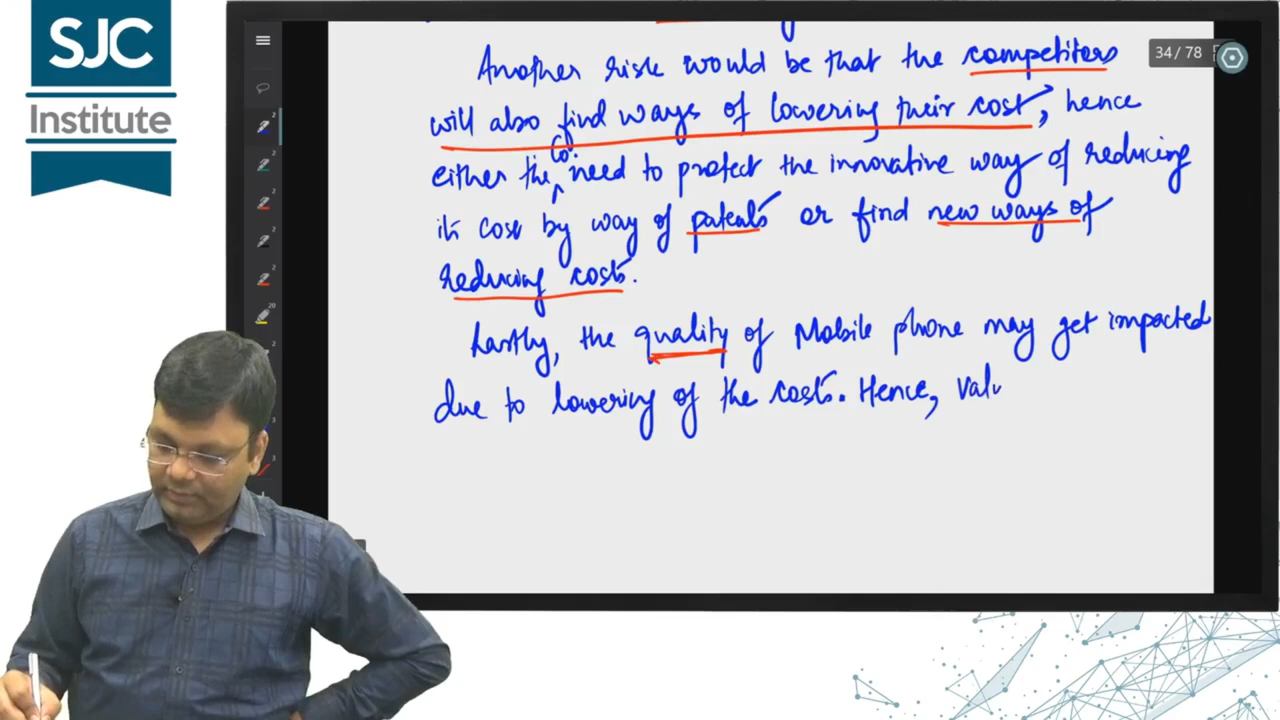 SJC
Institute
34 / 78
Another risk would be that the competitors
will also find ways of lowering their cost, hence
Co.
either the need to protect the innovative way of reducing
its cost by way of patents or find new ways of
reducing costs.
Lastly, the quality of Mobile phone may get impacted
due to lowering of the costs. Hence, valu